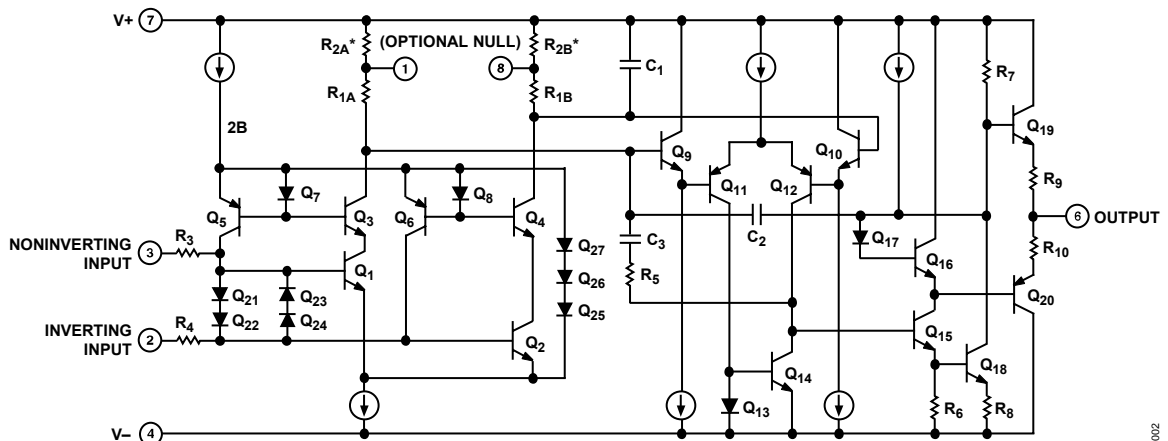 V+ 7
R2A* (OPTIONAL NULL) R2B*
1 8
C1 R7
R1A R1B
2B
Q19
Q9 Q10
Q7 Q8 Q11 Q12 R9
Q5 Q3 Q6 Q4
6 OUTPUT
C2
NONINVERTING
INPUT 3 R3
Q27 C3 Q17 R10
Q1 Q26 R5 Q16
Q21 Q23 Q20
Q22 Q24 Q25 Q15
INVERTING
INPUT 2 R4
Q2 Q18
Q14
Q13 R6 R8
V– 4
002